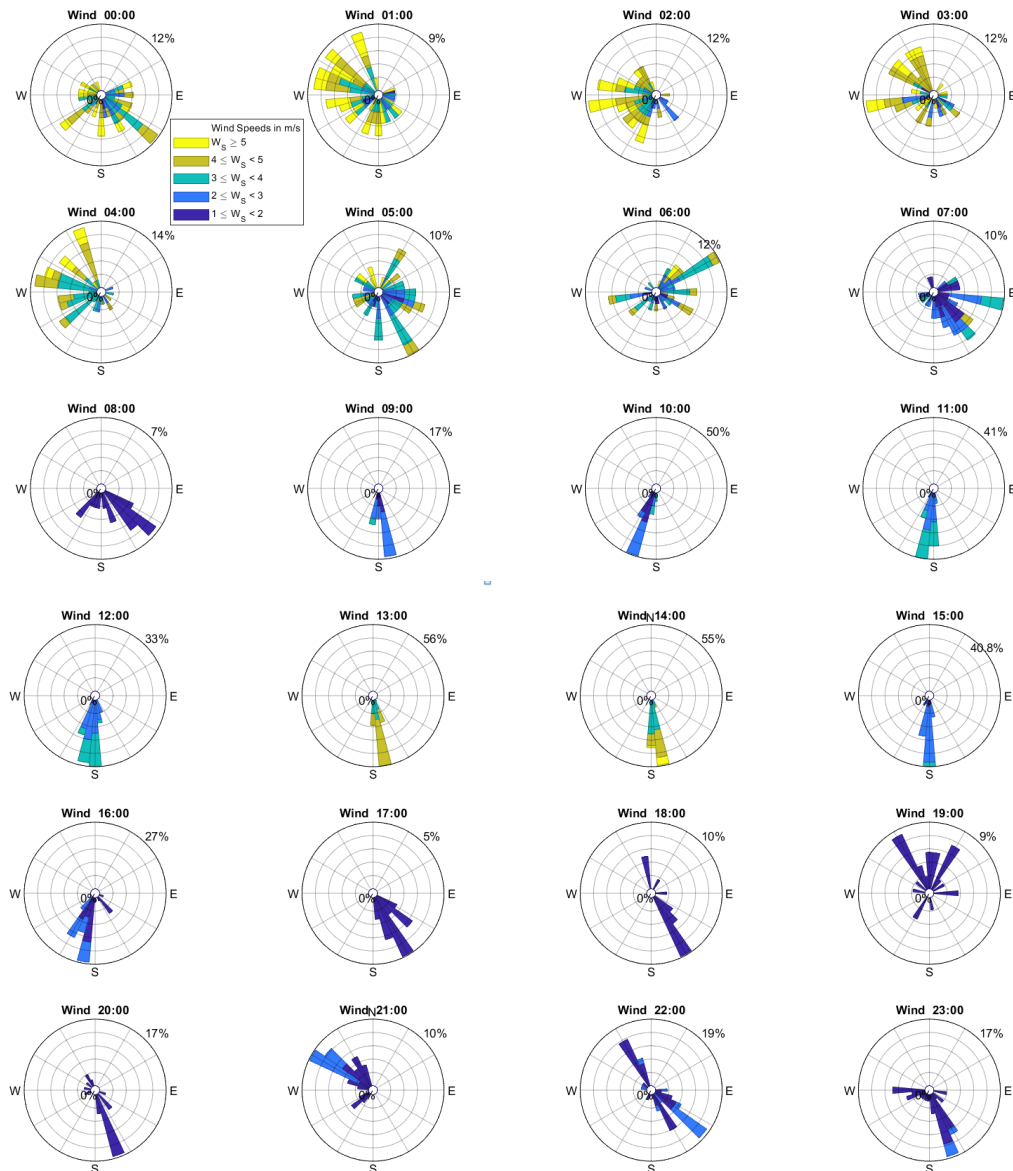 Wind 00:00
12%
W
0%
E
S
Wind 01:00
9%
W
0%
E
S
Wind 02:00
12%
W
0%
E
S
Wind 03:00
12%
W
0%
E
S
Wind Speeds in m/s
W_S ≥ 5
4 ≤ W_S < 5
3 ≤ W_S < 4
2 ≤ W_S < 3
1 ≤ W_S < 2
Wind 04:00
14%
W
0%
E
S
Wind 05:00
10%
W
0%
E
S
Wind 06:00
12%
W
0%
E
S
Wind 07:00
10%
W
0%
E
S
Wind 08:00
7%
W
0%
E
S
Wind 09:00
17%
W
0%
E
S
Wind 10:00
50%
W
0%
E
S
Wind 11:00
41%
W
0%
E
S
Wind 12:00
33%
W
0%
E
S
Wind 13:00
56%
W
0%
E
S
Wind N 14:00
55%
W
0%
E
S
Wind 15:00
40.8%
W
0%
E
S
Wind 16:00
27%
W
0%
E
S
Wind 17:00
5%
W
0%
E
S
Wind 18:00
10%
W
0%
E
S
Wind 19:00
9%
W
0%
E
S
Wind 20:00
17%
W
0%
E
S
Wind N 21:00
10%
W
0%
E
S
Wind 22:00
19%
W
0%
E
S
Wind 23:00
17%
W
0%
E
S